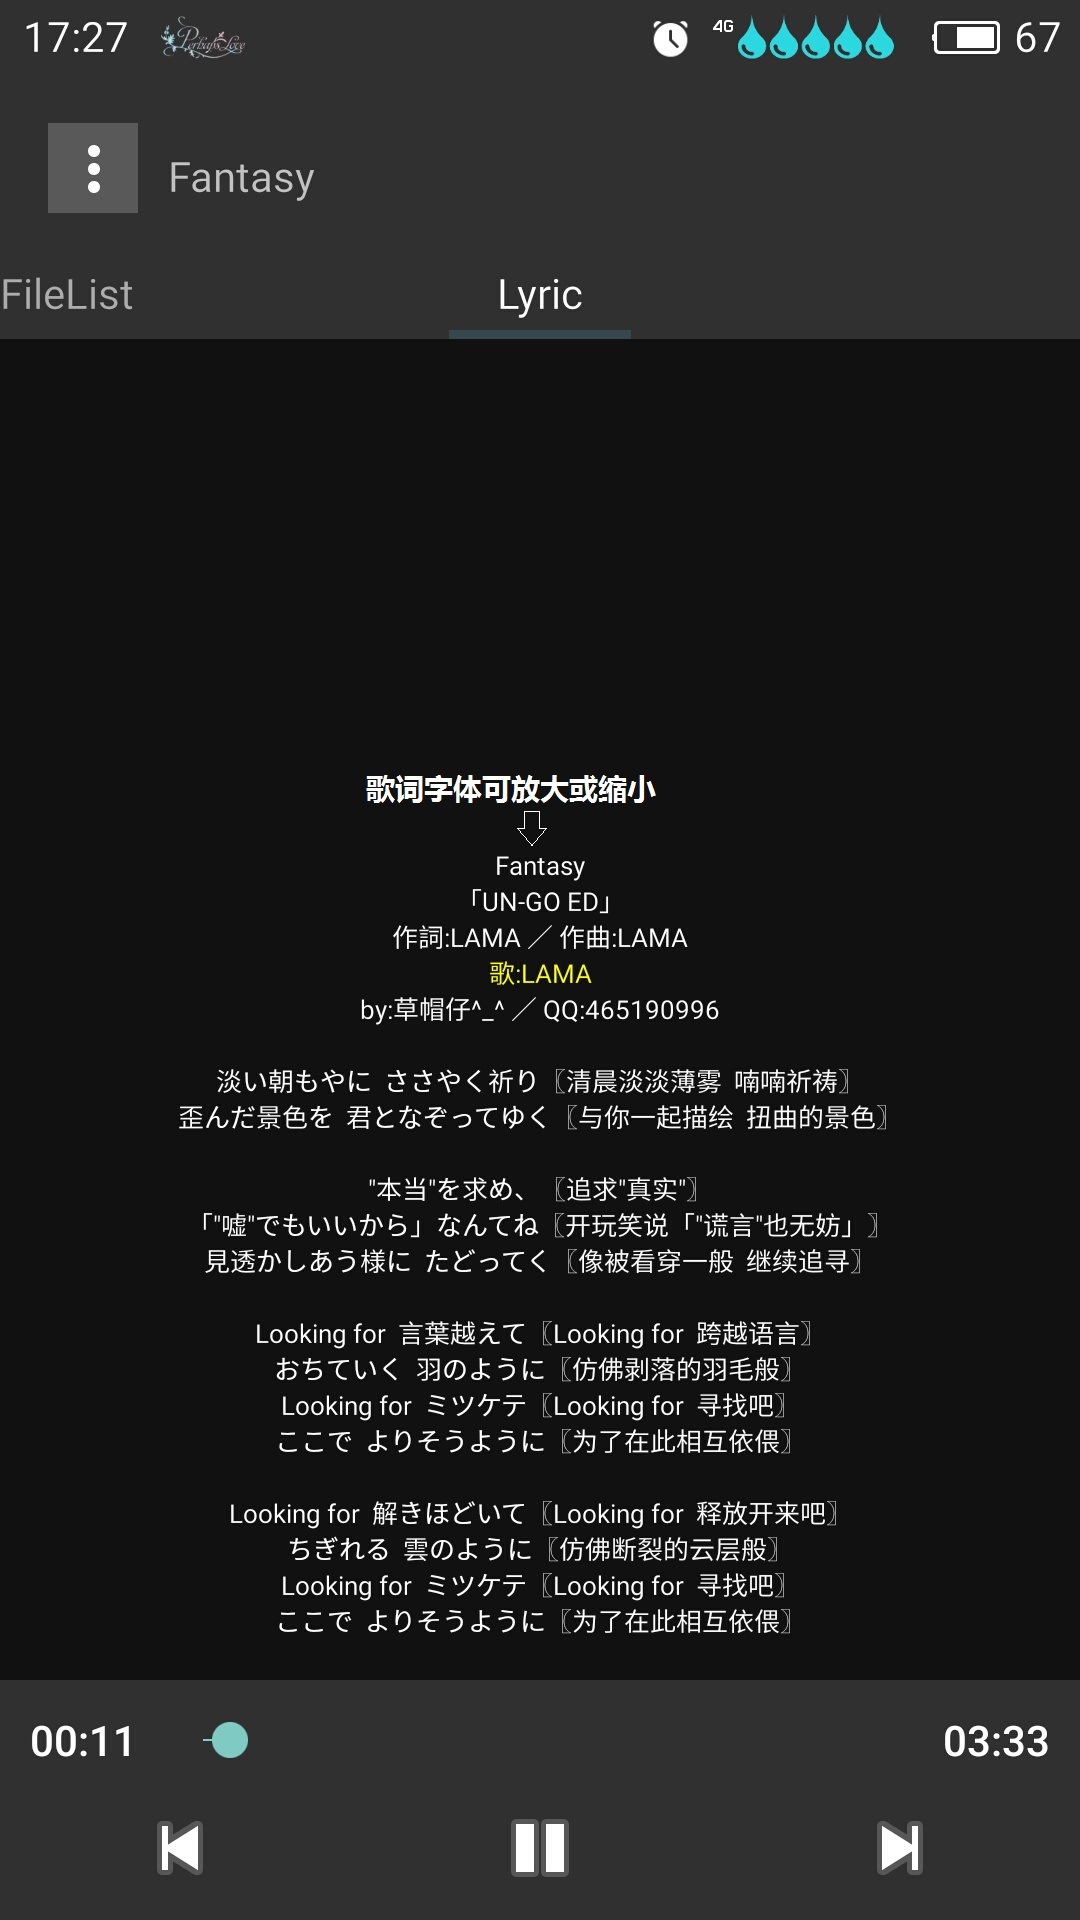 17:27 Perhaps Love 4G 67
Fantasy
FileList Lyric
歌词字体可放大或缩小
Fantasy
「UN-GO ED」
作詞:LAMA ／ 作曲:LAMA
歌:LAMA
by:草帽仔^_^ ／ QQ:465190996
淡い朝もやに ささやく祈り〖清晨淡淡薄雾 喃喃祈祷〗
歪んだ景色を 君となぞってゆく〖与你一起描绘 扭曲的景色〗
"本当"を求め、〖追求"真实"〗
「"嘘"でもいいから」なんてね〖开玩笑说「"谎言"也无妨」〗
見透かしあう様に たどってく〖像被看穿一般 继续追寻〗
Looking for 言葉越えて〖Looking for 跨越语言〗
おちていく 羽のように〖仿佛剥落的羽毛般〗
Looking for ミツケテ〖Looking for 寻找吧〗
ここで よりそうように〖为了在此相互依偎〗
Looking for 解きほどいて〖Looking for 释放开来吧〗
ちぎれる 雲のように〖仿佛断裂的云层般〗
Looking for ミツケテ〖Looking for 寻找吧〗
ここで よりそうように〖为了在此相互依偎〗
00:11 03:33